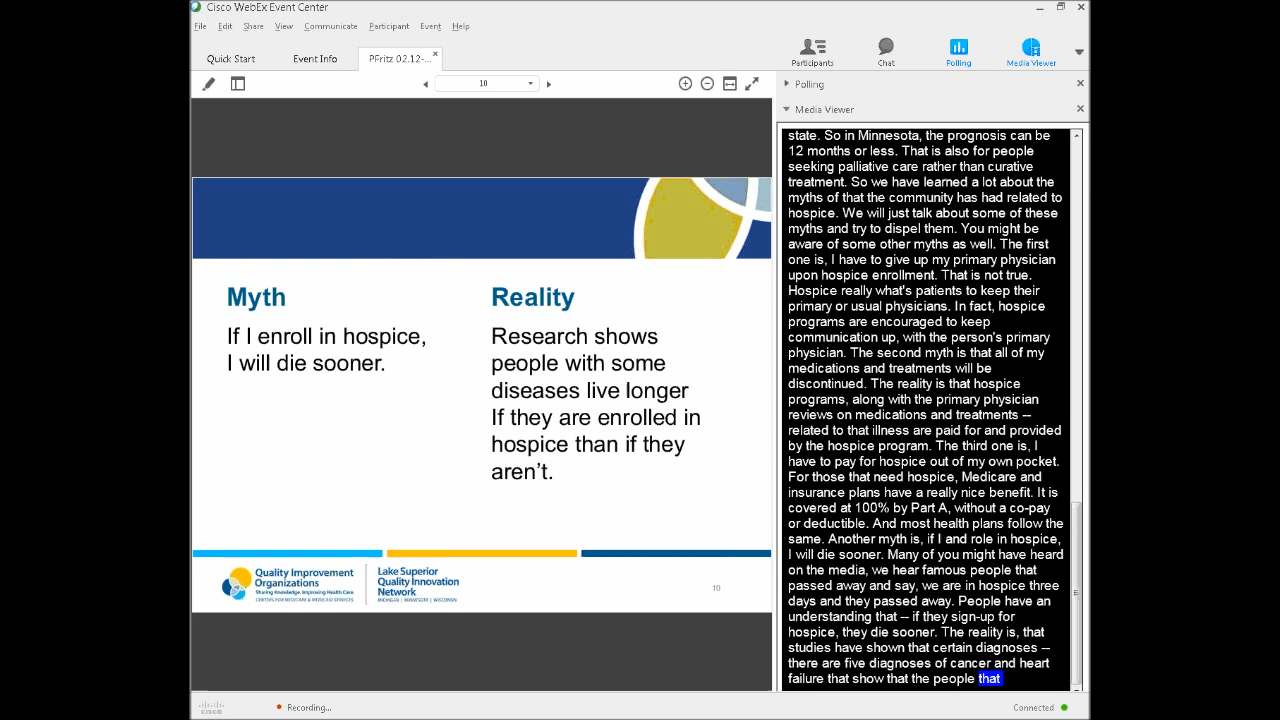 Cisco WebEx Event Center
File Edit Share View Communicate Participant Event Help
Quick Start Event Info PFritz 02.12-...
Participants Chat Polling Media Viewer
10
Polling
Media Viewer
Myth
If I enroll in hospice,
I will die sooner.
Reality
Research shows
people with some
diseases live longer
If they are enrolled in
hospice than if they
aren't.
Quality Improvement
Organizations
Sharing Knowledge. Improving Health Care.
CENTERS FOR MEDICARE & MEDICAID SERVICES
Lake Superior
Quality Innovation
Network
MICHIGAN | MINNESOTA | WISCONSIN
10
state. So in Minnesota, the prognosis can be
12 months or less. That is also for people
seeking palliative care rather than curative
treatment. So we have learned a lot about the
myths of that the community has had related to
hospice. We will just talk about some of these
myths and try to dispel them. You might be
aware of some other myths as well. The first
one is, I have to give up my primary physician
upon hospice enrollment. That is not true.
Hospice really what's patients to keep their
primary or usual physicians. In fact, hospice
programs are encouraged to keep
communication up, with the person's primary
physician. The second myth is that all of my
medications and treatments will be
discontinued. The reality is that hospice
programs, along with the primary physician
reviews on medications and treatments --
related to that illness are paid for and provided
by the hospice program. The third one is, I
have to pay for hospice out of my own pocket.
For those that need hospice, Medicare and
insurance plans have a really nice benefit. It is
covered at 100% by Part A, without a co-pay
or deductible. And most health plans follow the
same. Another myth is, if I and role in hospice,
I will die sooner. Many of you might have heard
on the media, we hear famous people that
passed away and say, we are in hospice three
days and they passed away. People have an
understanding that -- if they sign-up for
hospice, they die sooner. The reality is, that
studies have shown that certain diagnoses --
there are five diagnoses of cancer and heart
failure that show that the people that
cisco
Recording...
Connected